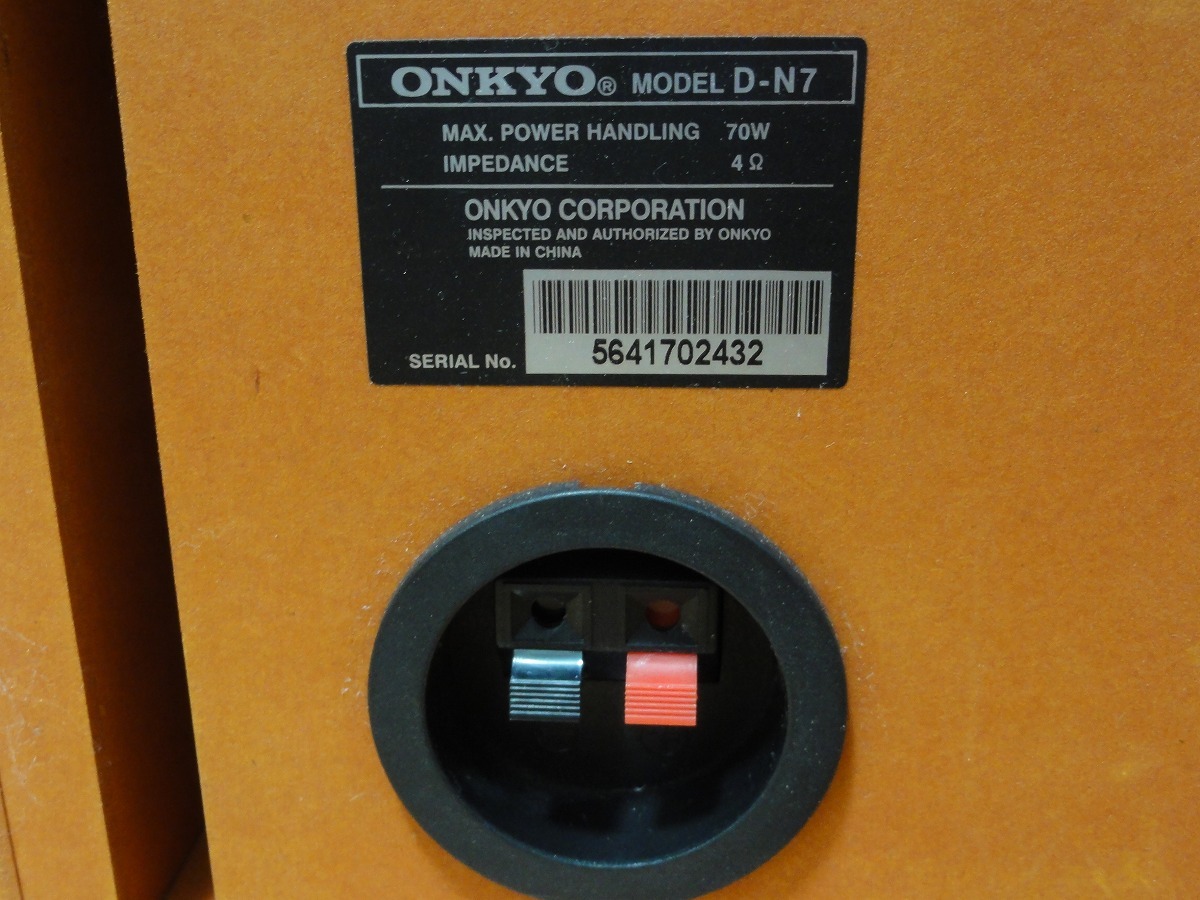 ONKYO® MODEL D-N7
MAX. POWER HANDLING 70W
IMPEDANCE 4 Ω
ONKYO CORPORATION
INSPECTED AND AUTHORIZED BY ONKYO
MADE IN CHINA
SERIAL No. 5641702432